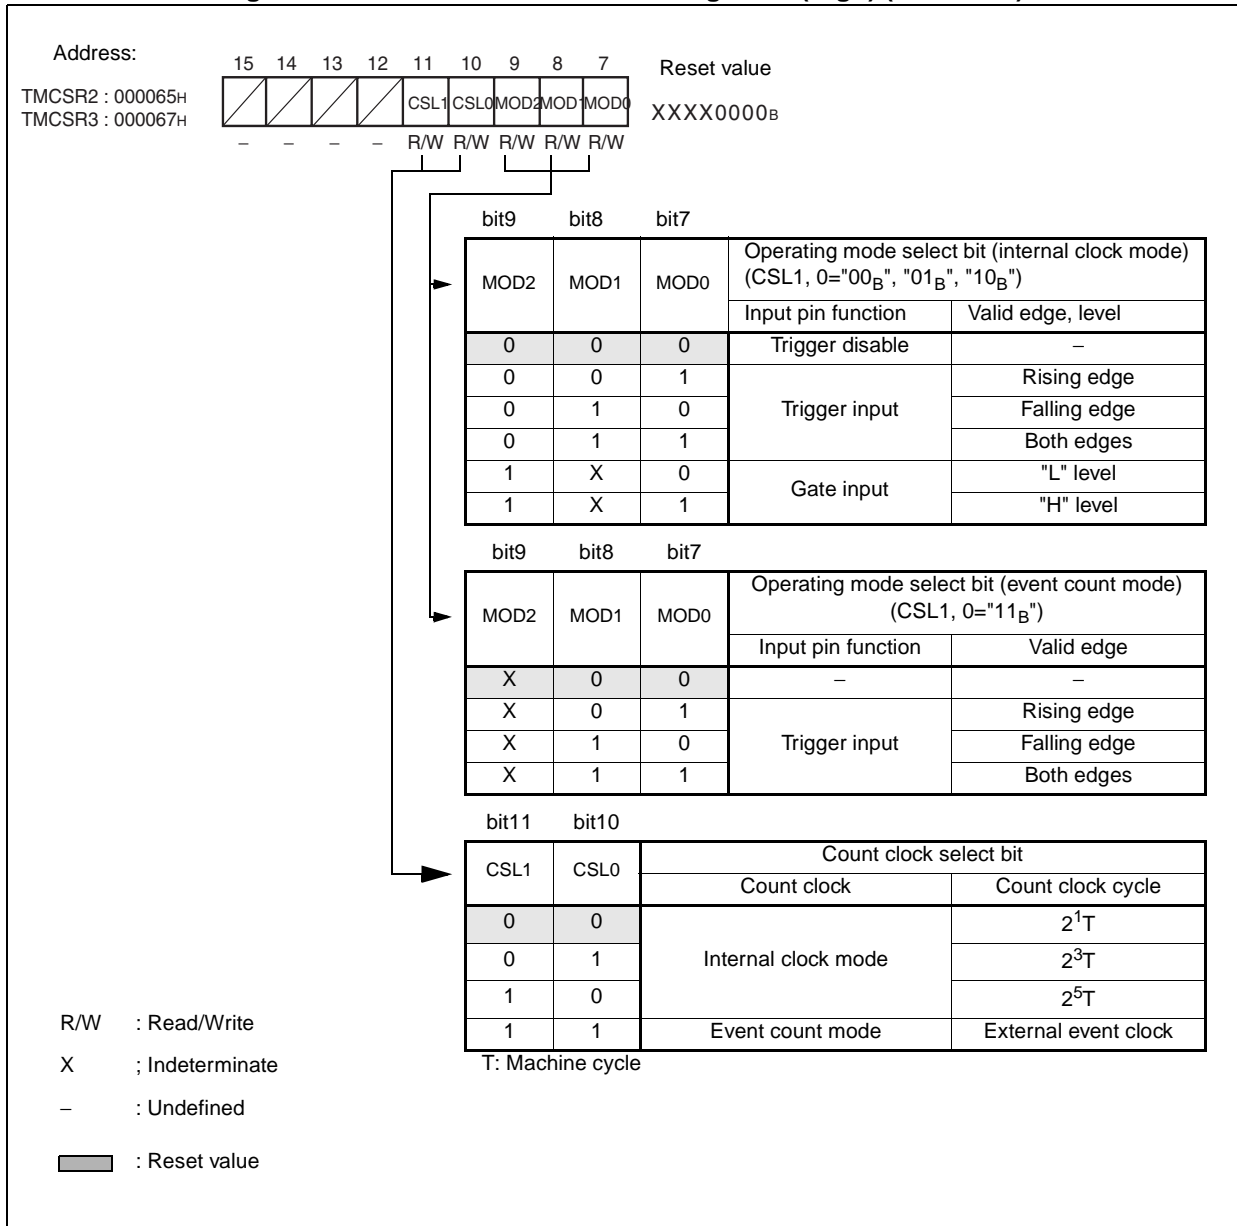 Address:
15 14 13 12 11 10 9 8 7
Reset value
TMCSR2 : 000065H
TMCSR3 : 000067H
CSL1 CSL0 MOD2 MOD1 MOD0
XXXX0000B
– – – – R/W R/W R/W R/W R/W
bit9 bit8 bit7
MOD2 MOD1 MOD0
Operating mode select bit (internal clock mode)
(CSL1, 0="00B", "01B", "10B")
Input pin function Valid edge, level
0 0 0 Trigger disable –
0 0 1 Rising edge
0 1 0 Trigger input Falling edge
0 1 1 Both edges
1 X 0 "L" level
Gate input
1 X 1 "H" level
bit9 bit8 bit7
MOD2 MOD1 MOD0
Operating mode select bit (event count mode)
(CSL1, 0="11B")
Input pin function Valid edge
X 0 0 – –
X 0 1 Rising edge
X 1 0 Trigger input Falling edge
X 1 1 Both edges
bit11 bit10
CSL1 CSL0
Count clock select bit
Count clock Count clock cycle
0 0 2¹T
0 1 Internal clock mode 2³T
1 0 2⁵T
1 1 Event count mode External event clock
T: Machine cycle
R/W : Read/Write
X ; Indeterminate
– : Undefined
: Reset value